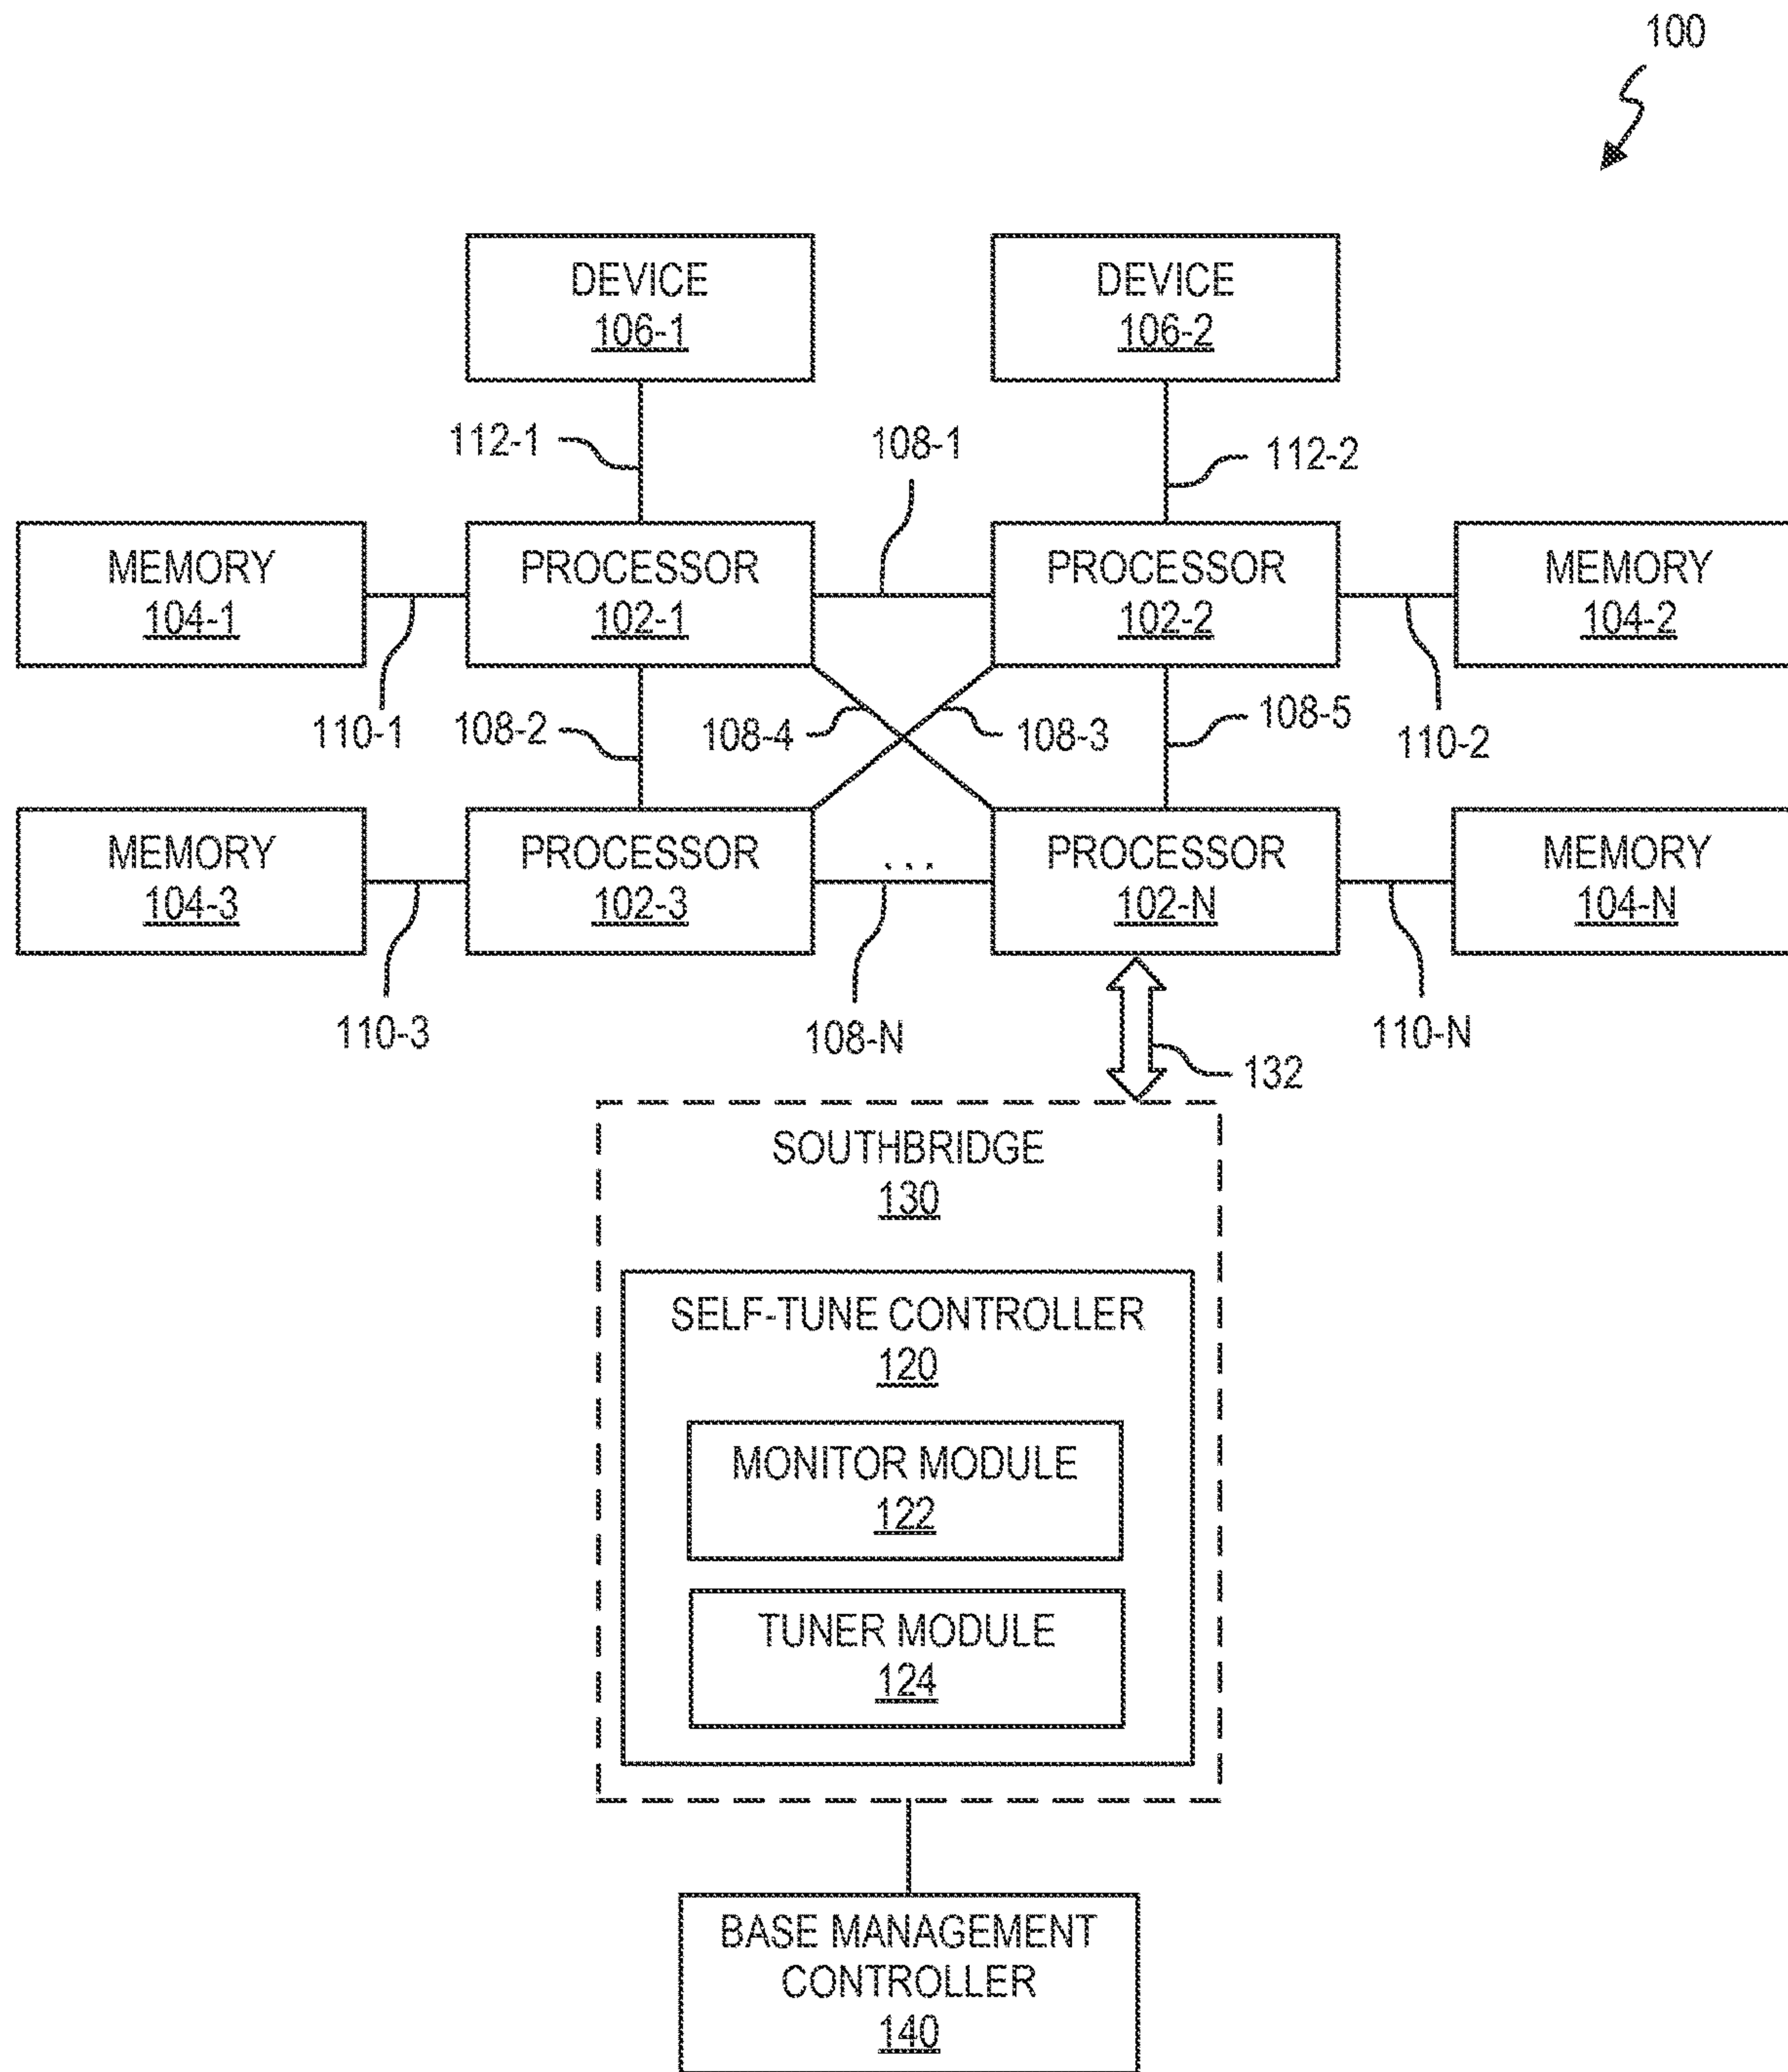 100
DEVICE
106-1
DEVICE
106-2
112-1
108-1
112-2
MEMORY
104-1
PROCESSOR
102-1
PROCESSOR
102-2
MEMORY
104-2
110-1
108-2
108-4
108-3
108-5
110-2
MEMORY
104-3
PROCESSOR
102-3
...
PROCESSOR
102-N
MEMORY
104-N
110-3
108-N
132
110-N
SOUTHBRIDGE
130
SELF-TUNE CONTROLLER
120
MONITOR MODULE
122
TUNER MODULE
124
BASE MANAGEMENT
CONTROLLER
140